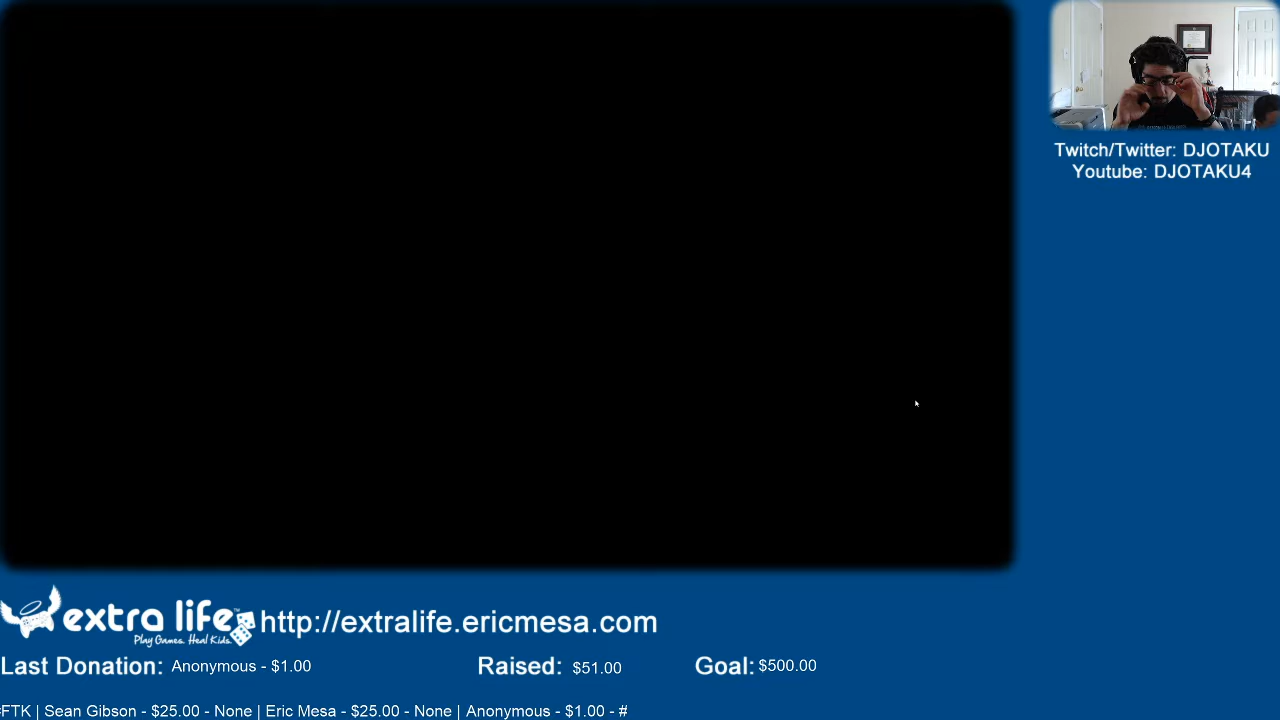 Twitch/Twitter: DJOTAKU
Youtube: DJOTAKU4
extra life
Play Games. Heal Kids.
http://extralife.ericmesa.com
Last Donation: Anonymous - $1.00
Raised: $51.00
Goal: $500.00
FTK | Sean Gibson - $25.00 - None | Eric Mesa - $25.00 - None | Anonymous - $1.00 - #